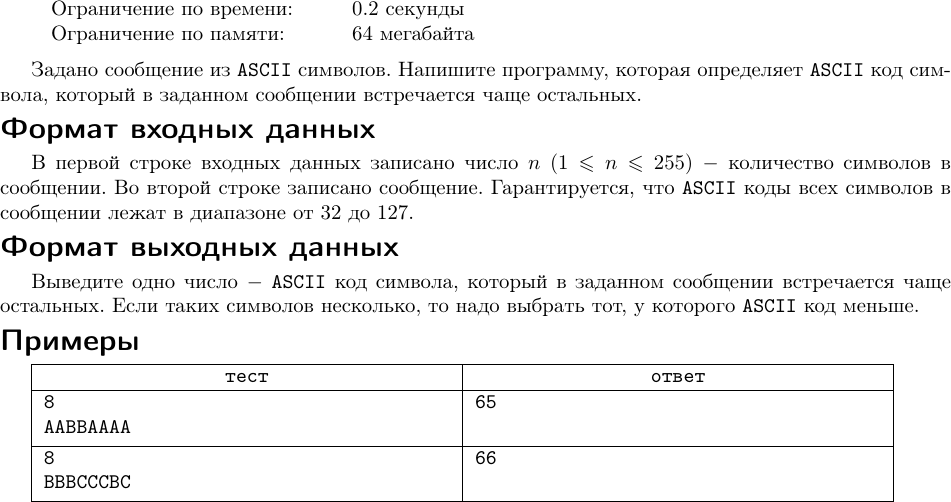 Ограничение по времени: 0.2 секунды
Ограничение по памяти: 64 мегабайта
Задано сообщение из ASCII символов. Напишите программу, которая определяет ASCII код сим-
вола, который в заданном сообщении встречается чаще остальных.
Формат входных данных
В первой строке входных данных записано число n (1 ⩽ n ⩽ 255) − количество символов в
сообщении. Во второй строке записано сообщение. Гарантируется, что ASCII коды всех символов в
сообщении лежат в диапазоне от 32 до 127.
Формат выходных данных
Выведите одно число − ASCII код символа, который в заданном сообщении встречается чаще
остальных. Если таких символов несколько, то надо выбрать тот, у которого ASCII код меньше.
Примеры
тест ответ
8 65
AABBAAAA
8 66
BBBCCCBC